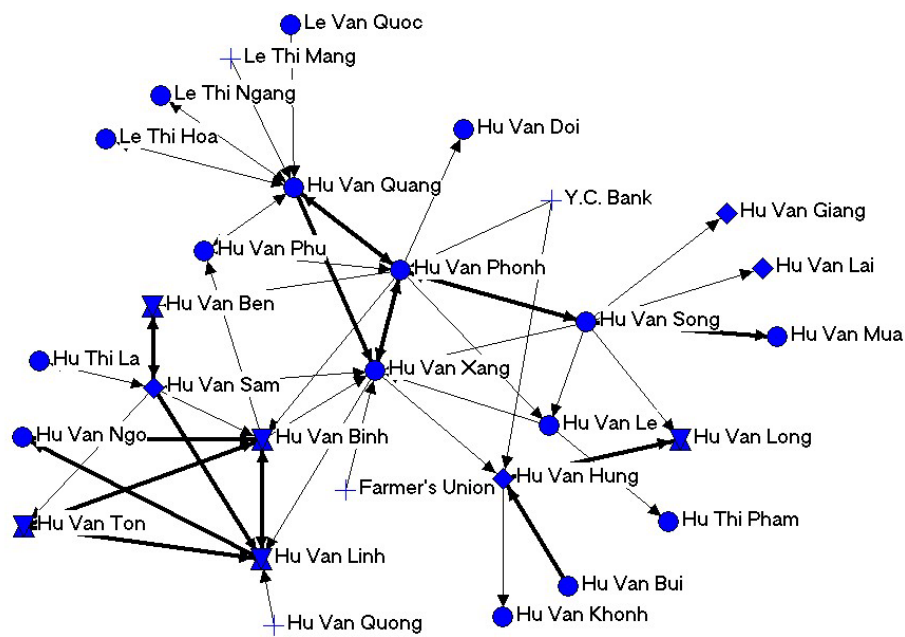 Le Van Quoc
Le Thi Mang
Le Thi Ngang
Le Thi Hoa
Hu Van Doi
Hu Van Quang
Y.C. Bank
Hu Van Giang
Hu Van Phu
Hu Van Phonh
Hu Van Lai
Hu Van Ben
Hu Van Song
Hu Van Mua
Hu Thi La
Hu Van Xang
Hu Van Sam
Hu Van Le
Hu Van Ngo
Hu Van Binh
Hu Van Long
Hu Van Hung
Farmer's Union
Hu Van Ton
Hu Thi Pham
Hu Van Linh
Hu Van Bui
Hu Van Khonh
Hu Van Quong